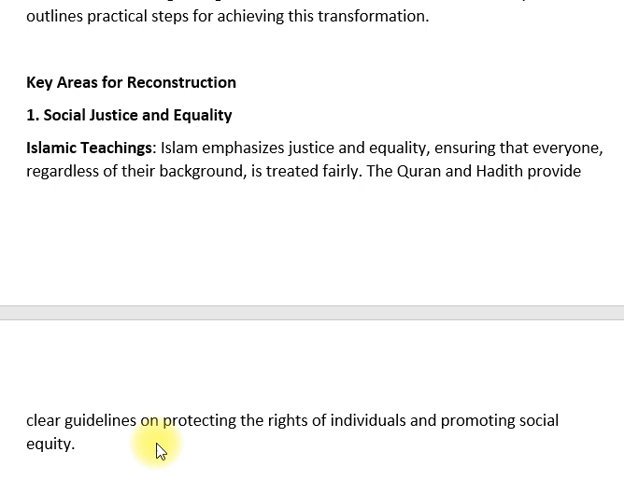 outlines practical steps for achieving this transformation.
Key Areas for Reconstruction
1. Social Justice and Equality
Islamic Teachings: Islam emphasizes justice and equality, ensuring that everyone,
regardless of their background, is treated fairly. The Quran and Hadith provide
clear guidelines on protecting the rights of individuals and promoting social
equity.